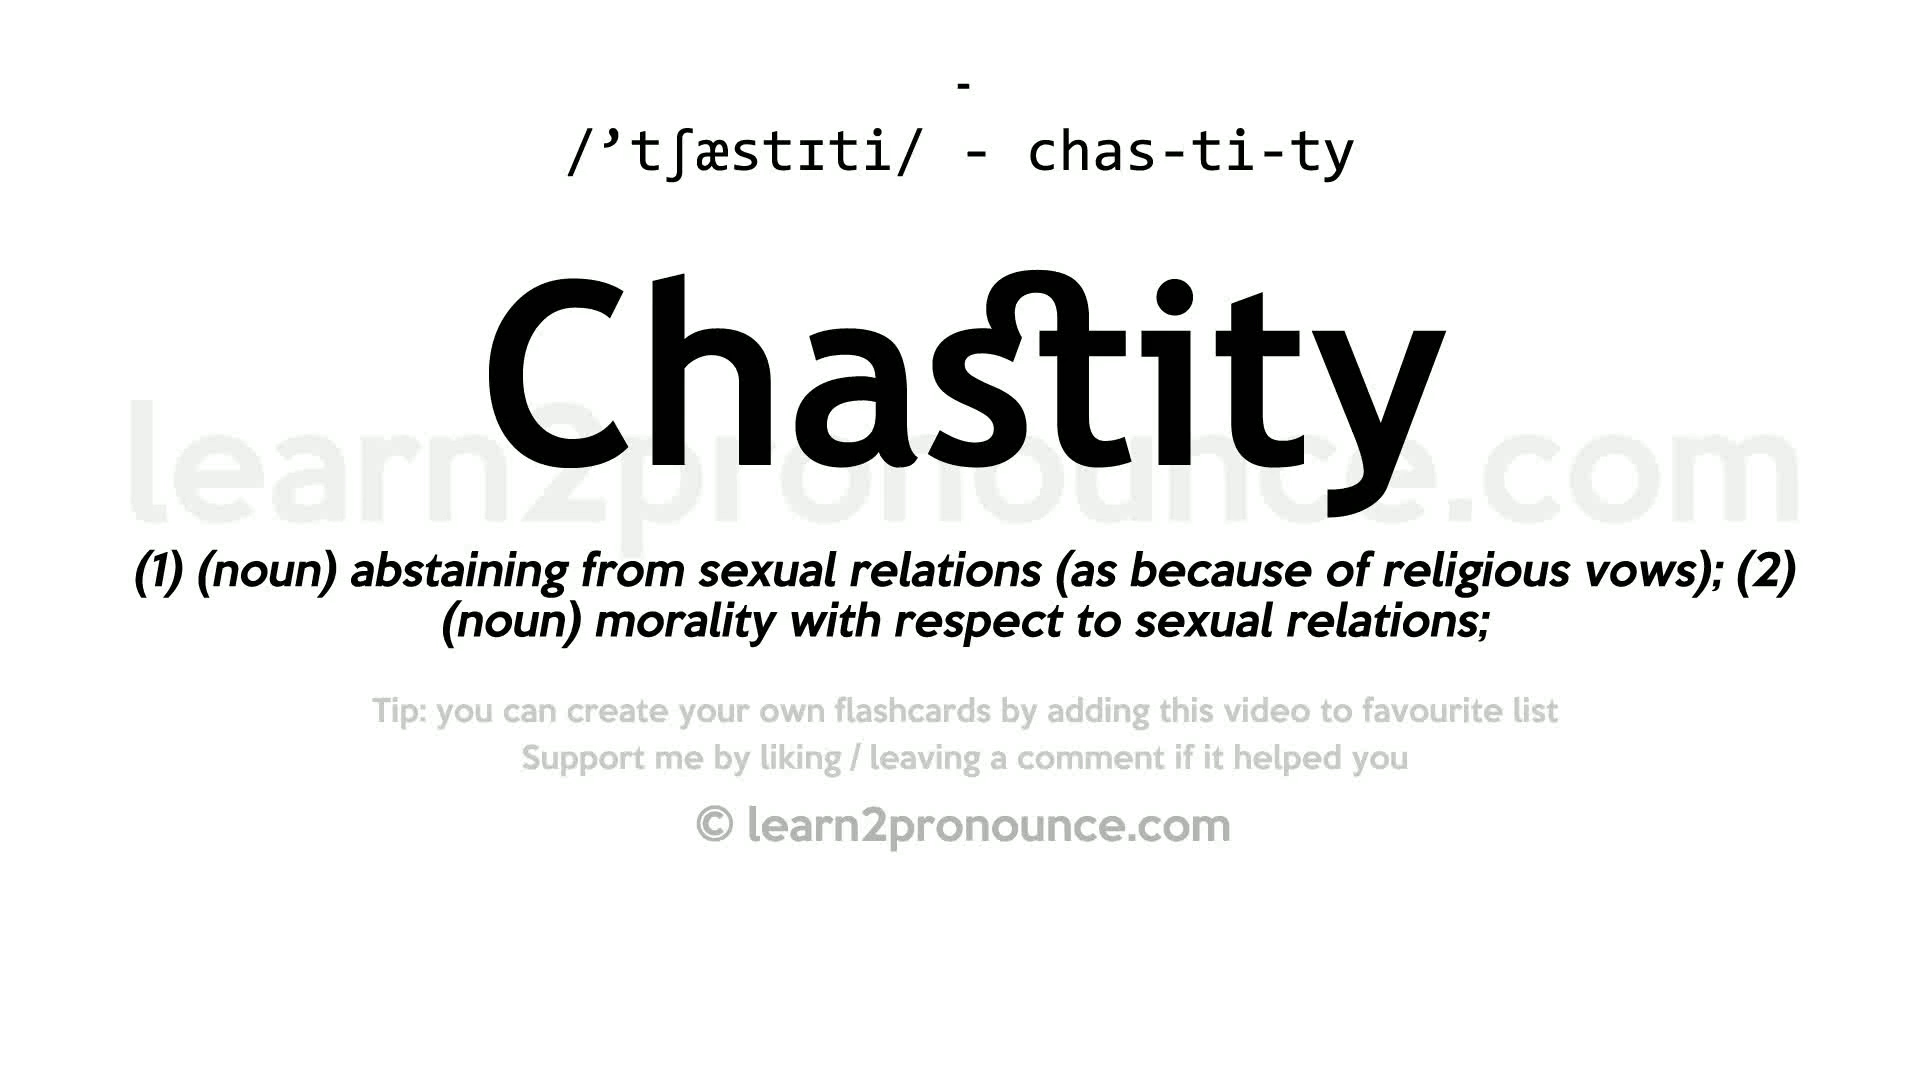 -
/’tʃæstɪti/ - chas-ti-ty
Chastity
learn2pronounce.com
(1) (noun) abstaining from sexual relations (as because of religious vows); (2)
(noun) morality with respect to sexual relations;
Tip: you can create your own flashcards by adding this video to favourite list
Support me by liking / leaving a comment if it helped you
© learn2pronounce.com